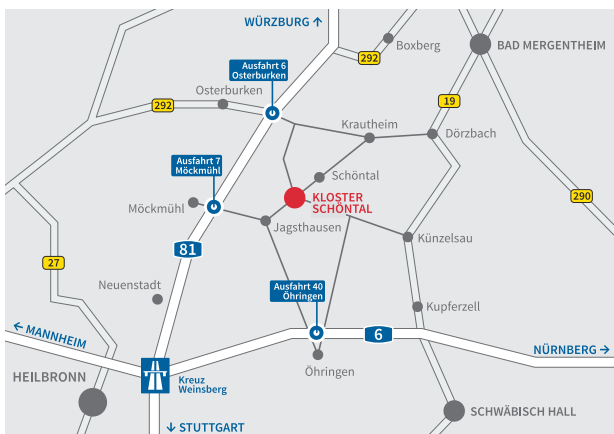 WÜRZBURG ↑
Boxberg
BAD MERGENTHEIM
292
Ausfahrt 6
Osterburken
Osterburken
292
19
Krautheim
Dörzbach
Ausfahrt 7
Möckmühl
Schöntal
KLOSTER
SCHÖNTAL
290
Möckmühl
Jagsthausen
Künzelsau
81
27
Neuenstadt
Ausfahrt 40
Öhringen
Kupferzell
← MANNHEIM
6
NÜRNBERG →
Öhringen
HEILBRONN
Kreuz
Weinsberg
SCHWÄBISCH HALL
↓ STUTTGART